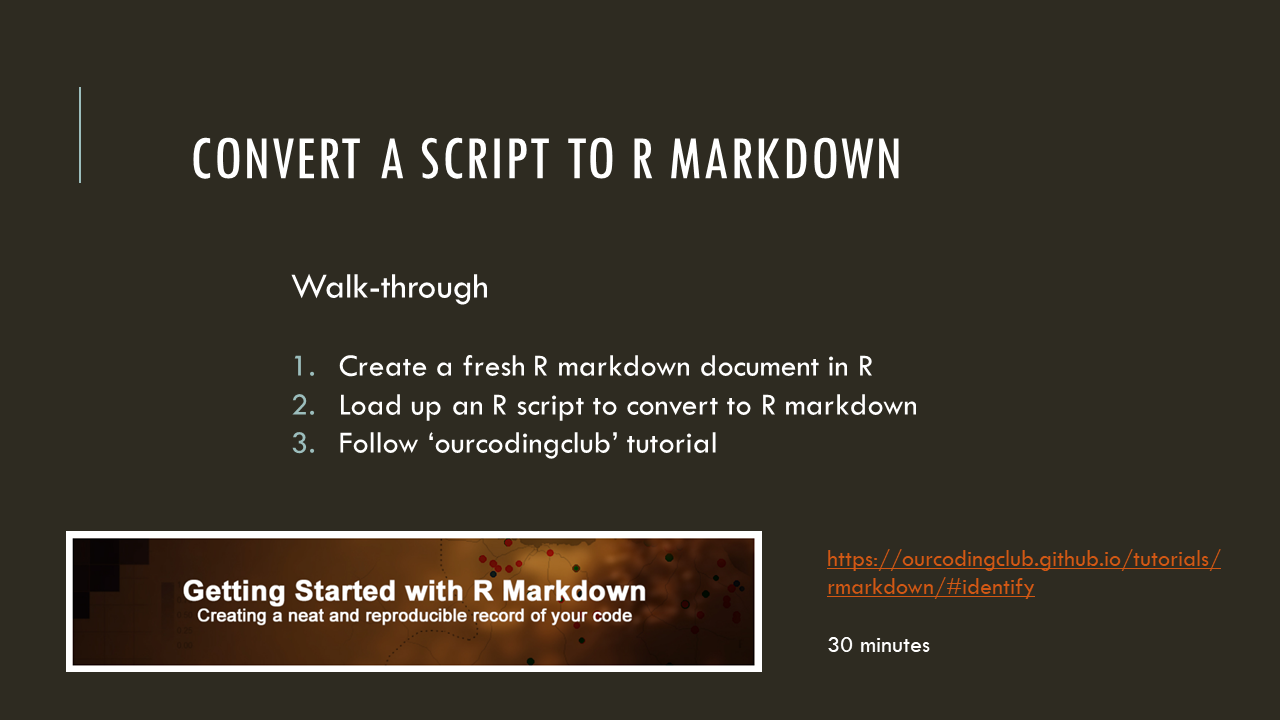 CONVERT A SCRIPT TO R MARKDOWN
Walk-through
1. Create a fresh R markdown document in R
2. Load up an R script to convert to R markdown
3. Follow ‘ourcodingclub’ tutorial
Getting Started with R Markdown
Creating a neat and reproducible record of your code
https://ourcodingclub.github.io/tutorials/
rmarkdown/#identify
30 minutes